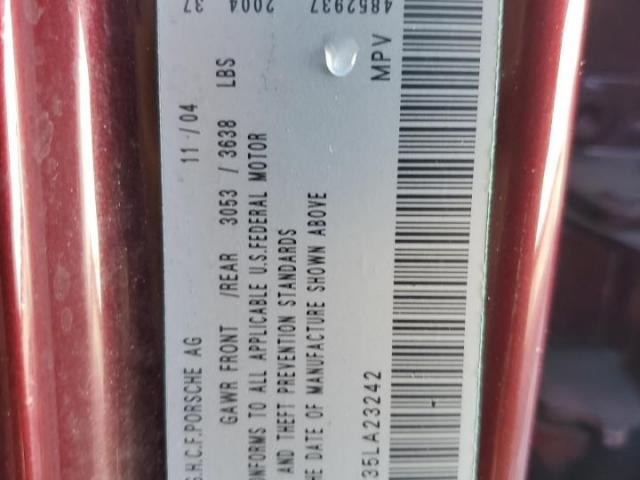 2004 37
4852937
G.H.C.F.PORSCHE AG 11 /04
GAWR FRONT /REAR 3053 / 3638 LBS
ONFORMS TO ALL APPLICABLE U.S.FEDERAL MOTOR
AND THEFT PREVENTION STANDARDS
HE DATE OF MANUFACTURE SHOWN ABOVE
35LA23242 MPV